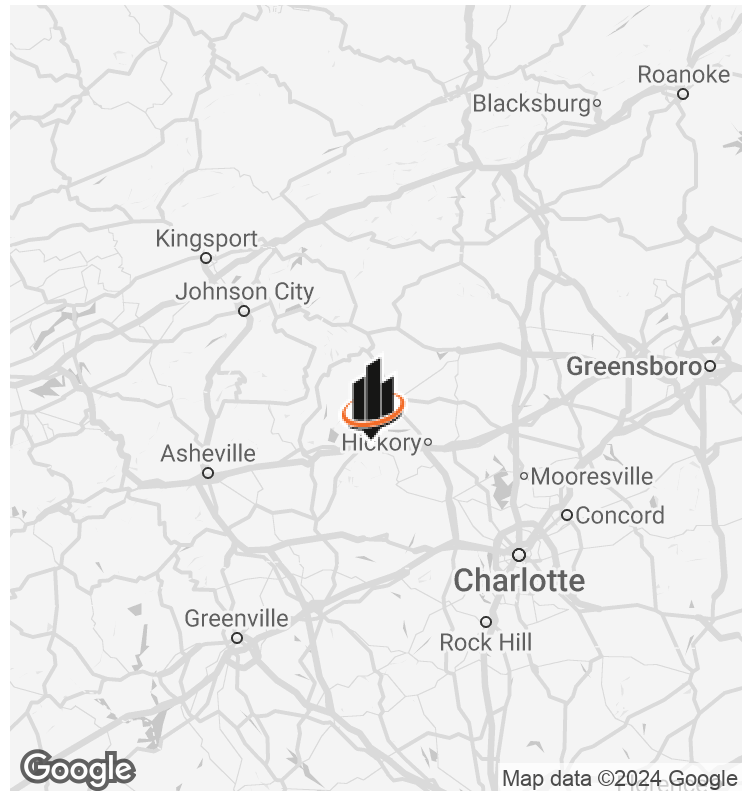 Roanoke
Blacksburg
Kingsport
Johnson City
Greensboro
Hickory
Asheville
Mooresville
Concord
Charlotte
Greenville
Rock Hill
Google
Map data ©2024 Google
Florence